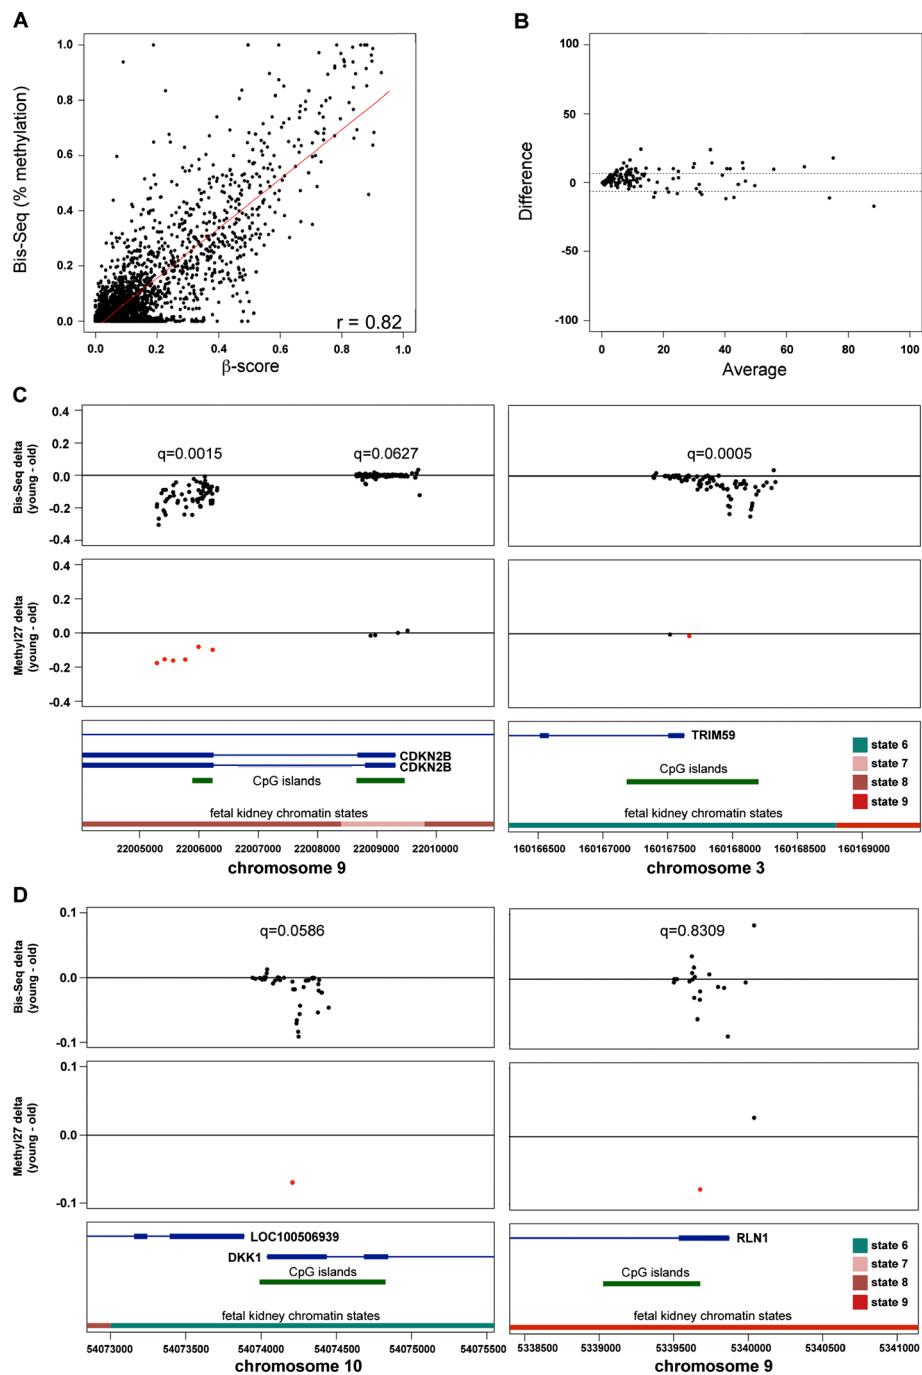 A
B
1.0
0.8
0.6
0.4
0.2
0.0
Bis-Seq (% methylation)
r = 0.82
0.0 0.2 0.4 0.6 0.8 1.0
β-score
100
50
0
-50
-100
Difference
0 20 40 60 80 100
Average
C
0.4
0.2
0.0
-0.2
-0.4
Bis-Seq delta
(young - old)
q=0.0015
q=0.0627
q=0.0005
0.4
0.2
0.0
-0.2
-0.4
Methyl27 delta
(young - old)
CDKN2B
CDKN2B
CpG islands
fetal kidney chromatin states
22005000 22006000 22007000 22008000 22009000 22010000
chromosome 9
TRIM59
CpG islands
fetal kidney chromatin states
state 6
state 7
state 8
state 9
160166500 160167000 160167500 160168000 160168500 160169000
chromosome 3
D
0.1
0.0
-0.1
Bis-Seq delta
(young - old)
q=0.0586
q=0.8309
0.1
0.0
-0.1
Methyl27 delta
(young - old)
LOC100506939
DKK1
CpG islands
fetal kidney chromatin states
54073000 54073500 54074000 54074500 54075000 54075500
chromosome 10
RLN1
CpG islands
fetal kidney chromatin states
state 6
state 7
state 8
state 9
5338500 5339000 5339500 5340000 5340500 5341000
chromosome 9